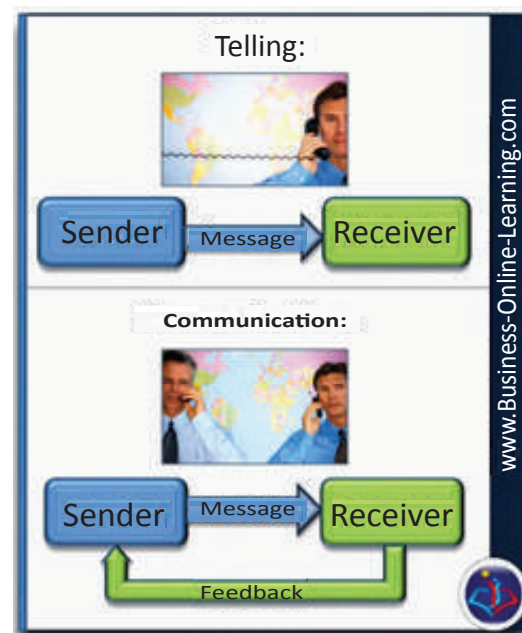 Telling:
Sender
Message
Receiver
Communication:
Sender
Message
Receiver
Feedback
www.Business-Online-Learning.com